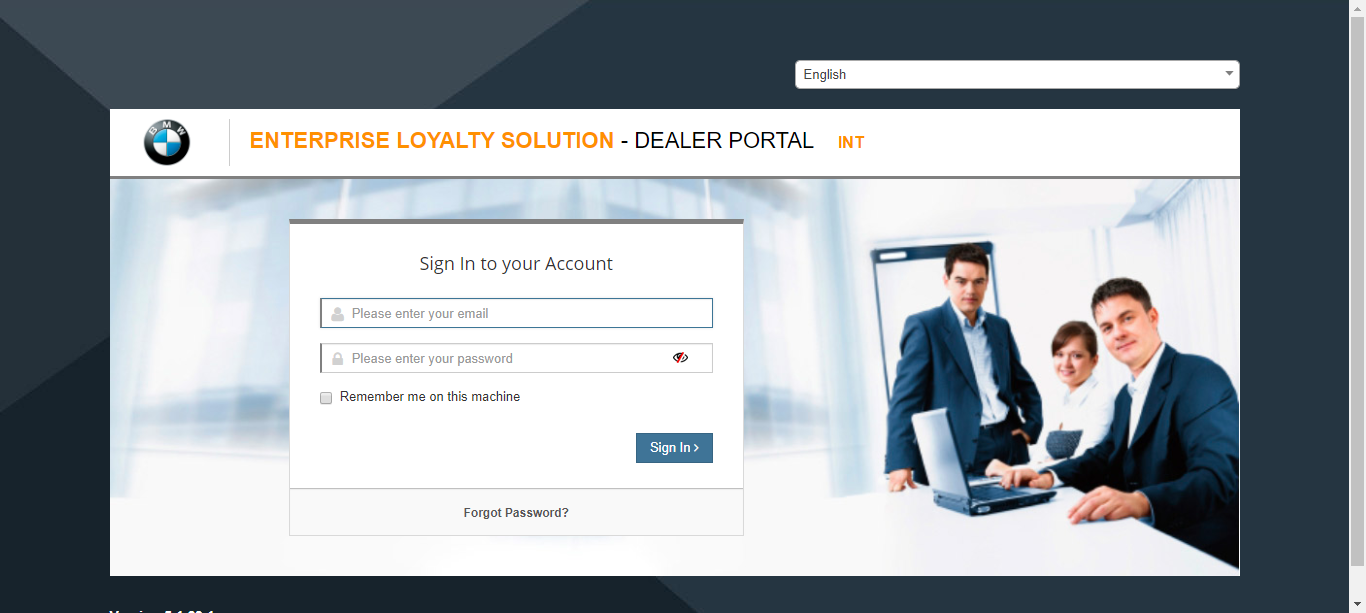 English
BMW
ENTERPRISE LOYALTY SOLUTION - DEALER PORTAL INT
Sign In to your Account
Please enter your email
Please enter your password
Remember me on this machine
Sign In ›
Forgot Password?